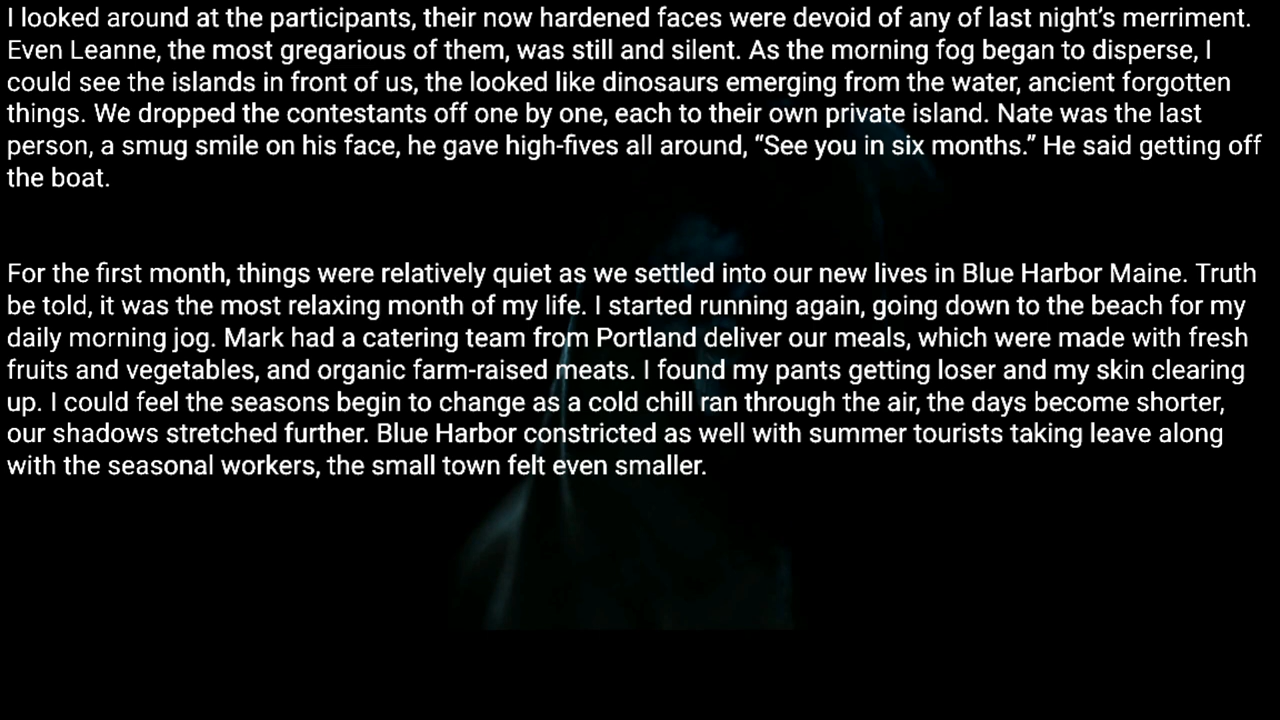 I looked around at the participants, their now hardened faces were devoid of any of last night’s merriment.
Even Leanne, the most gregarious of them, was still and silent. As the morning fog began to disperse, I
could see the islands in front of us, the looked like dinosaurs emerging from the water, ancient forgotten
things. We dropped the contestants off one by one, each to their own private island. Nate was the last
person, a smug smile on his face, he gave high-fives all around, “See you in six months.” He said getting off
the boat.
For the first month, things were relatively quiet as we settled into our new lives in Blue Harbor Maine. Truth
be told, it was the most relaxing month of my life. I started running again, going down to the beach for my
daily morning jog. Mark had a catering team from Portland deliver our meals, which were made with fresh
fruits and vegetables, and organic farm-raised meats. I found my pants getting loser and my skin clearing
up. I could feel the seasons begin to change as a cold chill ran through the air, the days become shorter,
our shadows stretched further. Blue Harbor constricted as well with summer tourists taking leave along
with the seasonal workers, the small town felt even smaller.